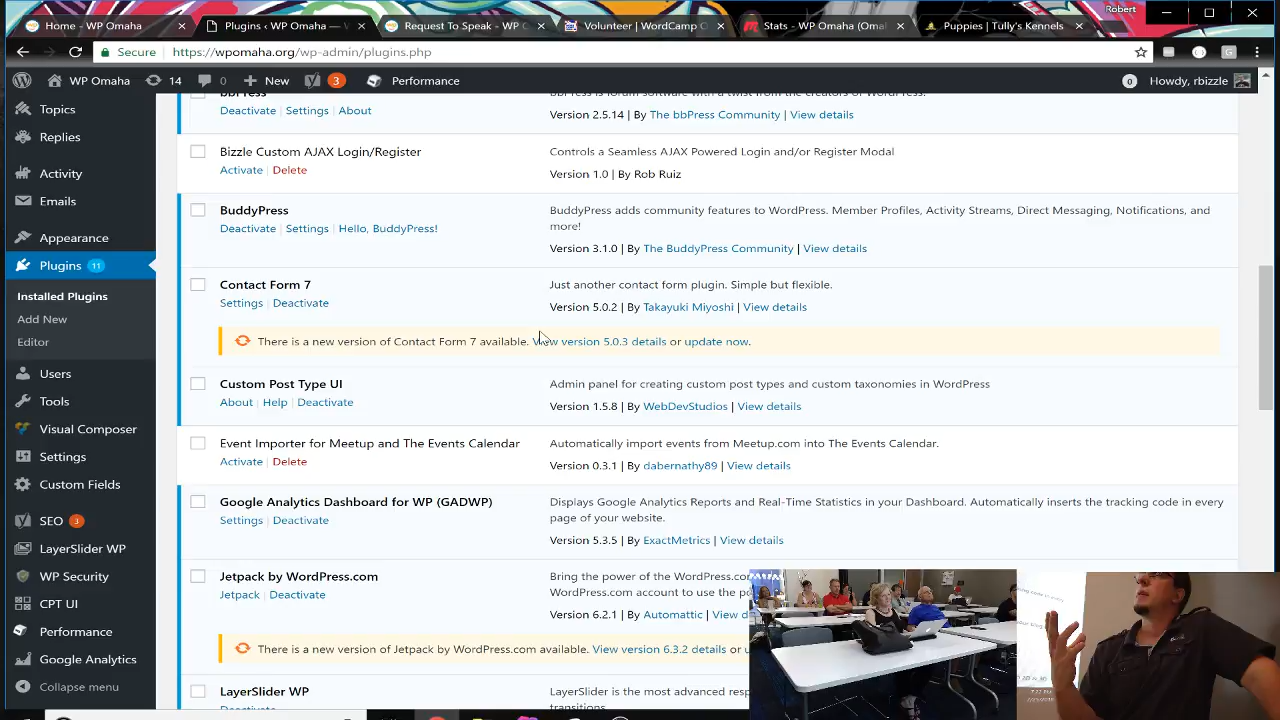 Robert
Home - WP Omaha
Plugins ‹ WP Omaha —
Request To Speak - WP C
Volunteer | WordCamp O
Stats - WP Omaha (Omal
Puppies | Tully's Kennels
Secure
https://wpomaha.org/wp-admin/plugins.php
WP Omaha
14
0
New
3
Performance
0
Howdy, rbizzle
Topics
Replies
Activity
Emails
Appearance
Plugins 11
Installed Plugins
Add New
Editor
Users
Tools
Visual Composer
Settings
Custom Fields
SEO 3
LayerSlider WP
WP Security
CPT UI
Performance
Google Analytics
Collapse menu
bbPress
Deactivate | Settings | About
BbPress is forum software with a twist from the creators of WordPress.
Version 2.5.14 | By The bbPress Community | View details
Bizzle Custom AJAX Login/Register
Activate | Delete
Controls a Seamless AJAX Powered Login and/or Register Modal
Version 1.0 | By Rob Ruiz
BuddyPress
Deactivate | Settings | Hello, BuddyPress!
BuddyPress adds community features to WordPress. Member Profiles, Activity Streams, Direct Messaging, Notifications, and
more!
Version 3.1.0 | By The BuddyPress Community | View details
Contact Form 7
Settings | Deactivate
Just another contact form plugin. Simple but flexible.
Version 5.0.2 | By Takayuki Miyoshi | View details
There is a new version of Contact Form 7 available. View version 5.0.3 details or update now.
Custom Post Type UI
About | Help | Deactivate
Admin panel for creating custom post types and custom taxonomies in WordPress
Version 1.5.8 | By WebDevStudios | View details
Event Importer for Meetup and The Events Calendar
Activate | Delete
Automatically import events from Meetup.com into The Events Calendar.
Version 0.3.1 | By dabernathy89 | View details
Google Analytics Dashboard for WP (GADWP)
Settings | Deactivate
Displays Google Analytics Reports and Real-Time Statistics in your Dashboard. Automatically inserts the tracking code in every
page of your website.
Version 5.3.5 | By ExactMetrics | View details
Jetpack by WordPress.com
Jetpack | Deactivate
Bring the power of the WordPress.co
WordPress.com account to use the p
Version 6.2.1 | By Automattic | View d
There is a new version of Jetpack by WordPress.com available. View version 6.3.2 details or u
LayerSlider WP
Deactivate
LayerSlider is the most advanced resp
transitions.